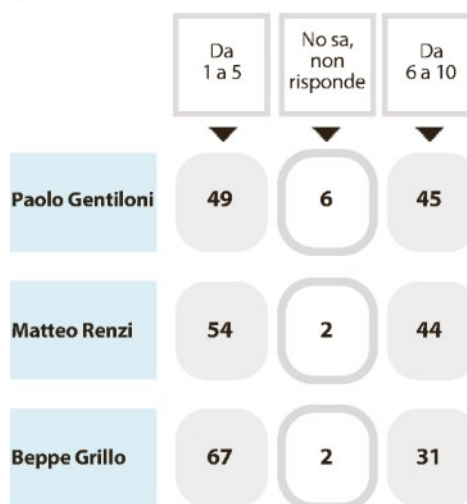 Da
1 a 5
No sa,
non
risponde
Da
6 a 10
Paolo Gentiloni 49 6 45
Matteo Renzi 54 2 44
Beppe Grillo 67 2 31